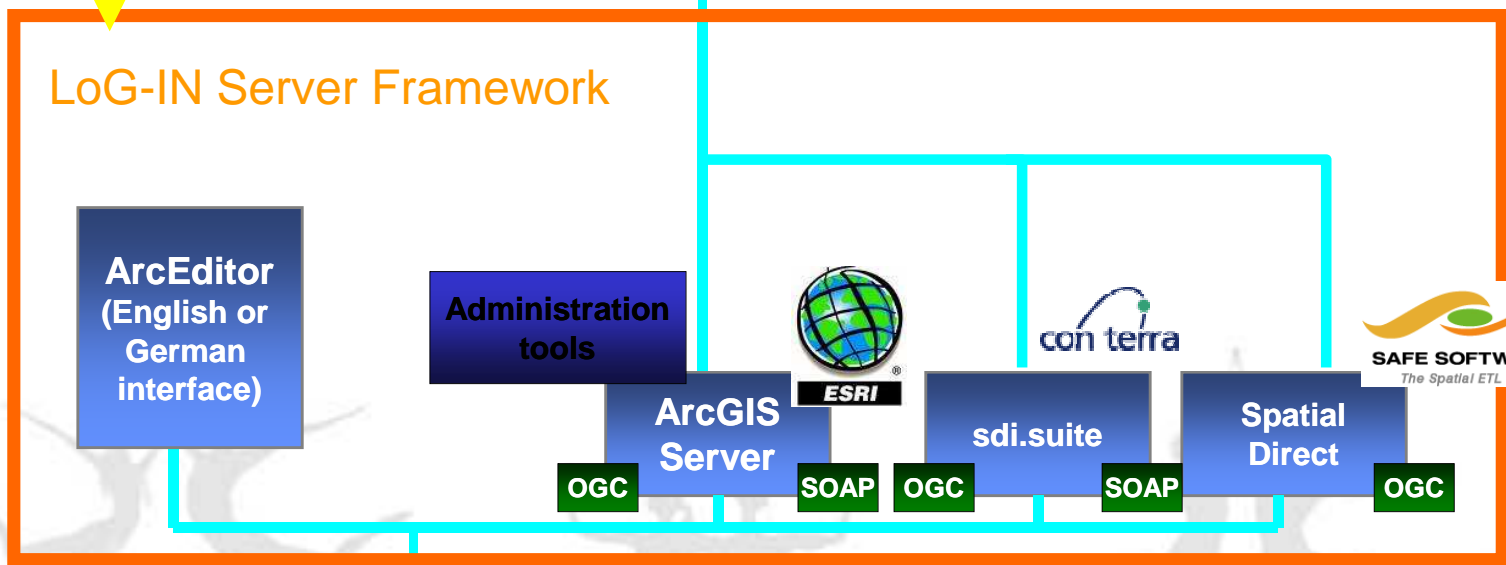 LoG-IN Server Framework
ArcEditor
(English or
German
interface)
Administration
tools
ESRI
®
con terra
SAFE SOFTW
The Spatial ETL
ArcGIS
Server
sdi.suite
Spatial
Direct
OGC
SOAP
OGC
SOAP
OGC